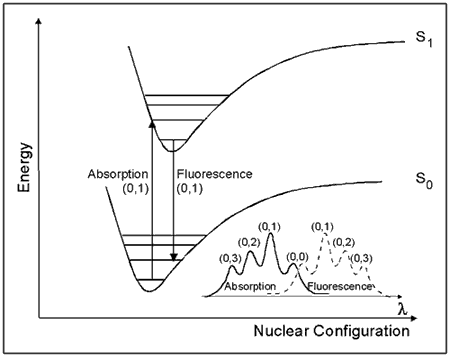 S1
Energy
Absorption
(0,1)
Fluorescence
(0,1)
S0
(0,3)
(0,2)
(0,1)
(0,0)
(0,1)
(0,2)
(0,3)
Absorption
Fluorescence
λ
Nuclear Configuration